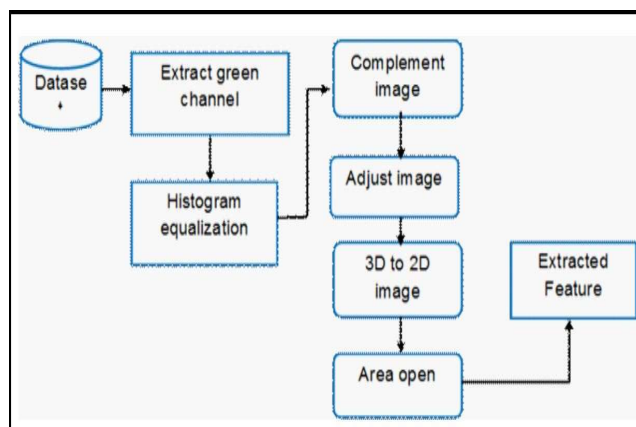 Datase
Extract green
channel
Histogram
equalization
Complement
image
Adjust image
3D to 2D
image
Area open
Extracted
Feature